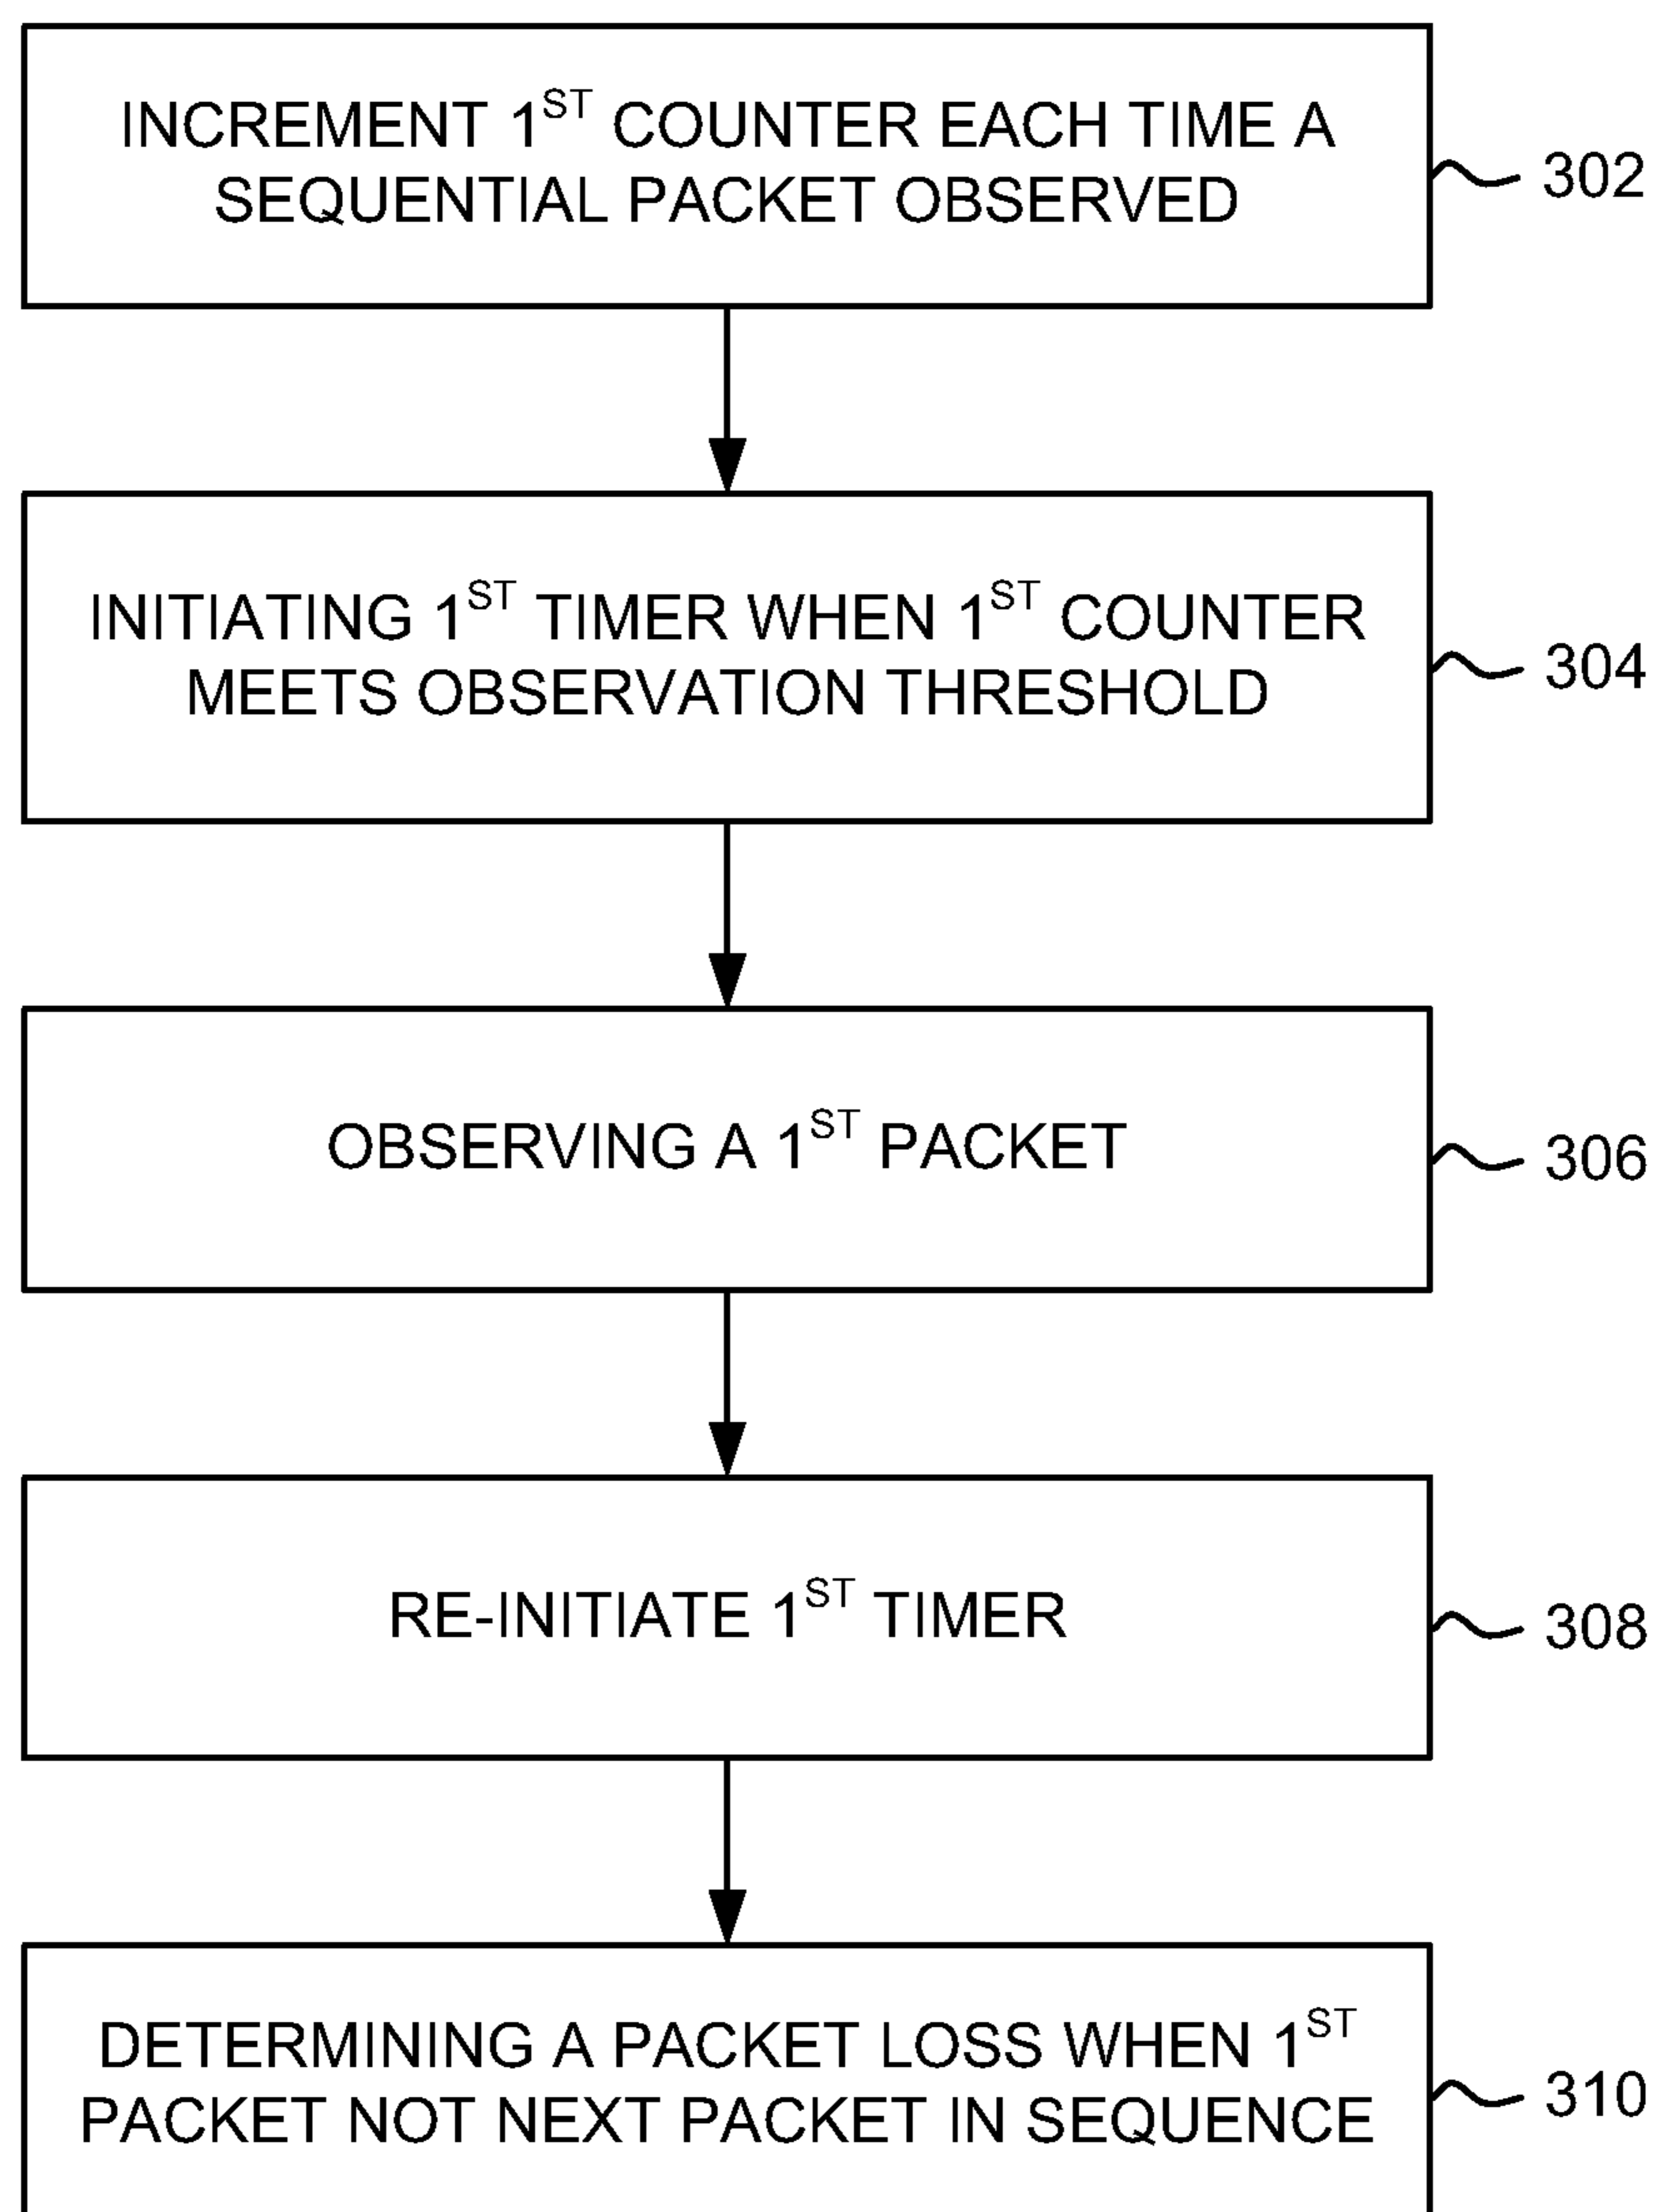 INCREMENT 1ST COUNTER EACH TIME A
SEQUENTIAL PACKET OBSERVED
302
INITIATING 1ST TIMER WHEN 1ST COUNTER
MEETS OBSERVATION THRESHOLD
304
OBSERVING A 1ST PACKET
306
RE-INITIATE 1ST TIMER
308
DETERMINING A PACKET LOSS WHEN 1ST
PACKET NOT NEXT PACKET IN SEQUENCE
310